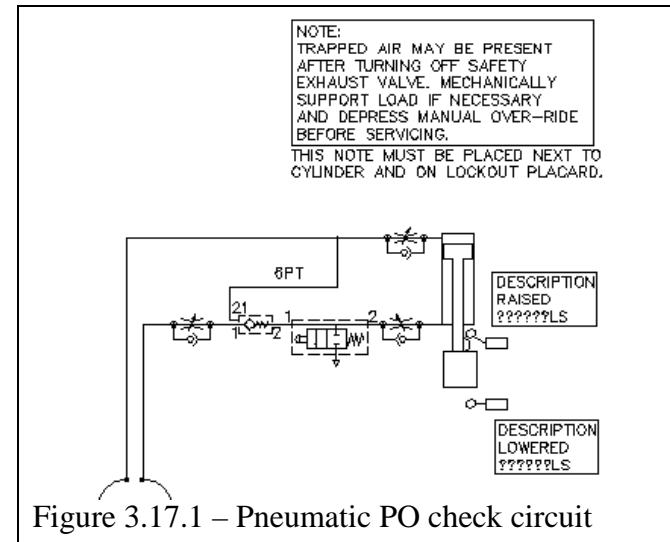 NOTE:
TRAPPED AIR MAY BE PRESENT
AFTER TURNING OFF SAFETY
EXHAUST VALVE. MECHANICALLY
SUPPORT LOAD IF NECESSARY
AND DEPRESS MANUAL OVER-RIDE
BEFORE SERVICING.
THIS NOTE MUST BE PLACED NEXT TO
CYLINDER AND ON LOCKOUT PLACARD.
6PT
DESCRIPTION
RAISED
??????LS
21
1
2
1
2
DESCRIPTION
LOWERED
??????LS
Figure 3.17.1 – Pneumatic PO check circuit